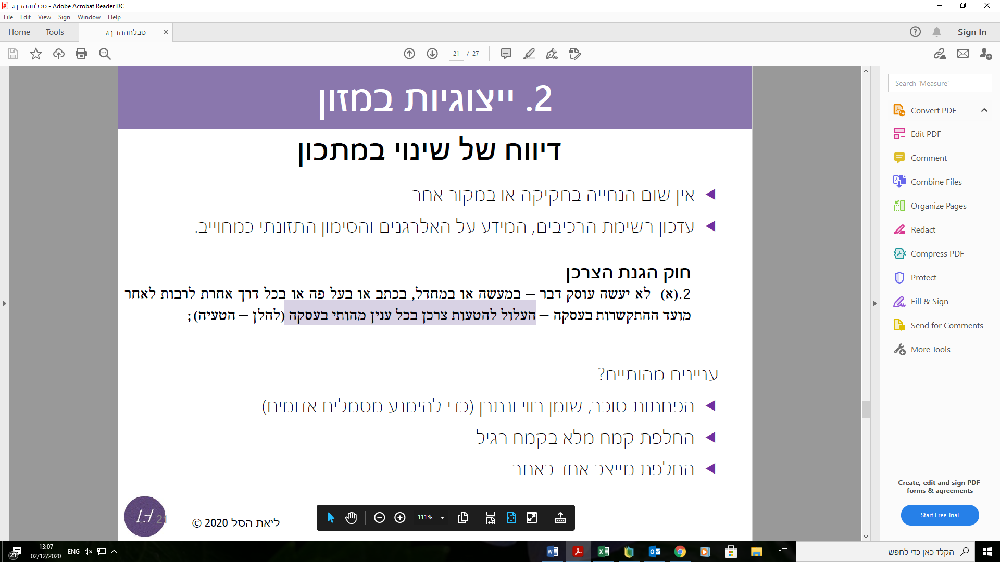 גן דההחלבס - Adobe Acrobat Reader DC
File Edit View Sign Window Help
Home Tools גן דההחלבס Sign In
21 / 27
2. ייצוגיות במזון
דיווח של שינוי במתכון
אין שום הנחייה בחקיקה או במקור אחר
עדכון רשימת הרכיבים, המידע על האלרגנים והסימון התזונתי כמחוייב.
חוק הגנת הצרכן
2.(א) לא יעשה עוסק דבר – במעשה או במחדל, בכתב או בעל פה או בכל דרך אחרת לרבות לאחר
מועד ההתקשרות בעסקה – העלול להטעות צרכן בכל ענין מהותי בעסקה (להלן – הטעיה);
עניינים מהותיים?
הפחתות סוכר, שומן רווי ונתרן (כדי להימנע מסמלים אדומים)
החלפת קמח מלא בקמח רגיל
החלפת מייצב אחד באחר
LH 21
ליאת הסל 2020 ©
111%
Search 'Measure'
Convert PDF
Edit PDF
Comment
Combine Files
Organize Pages
Redact
Compress PDF
Protect
Fill & Sign
Send for Comments
More Tools
Create, edit and sign PDF
forms & agreements
Start Free Trial
21
13:07
02/12/2020
ENG
הקלד כאן כדי לחפש